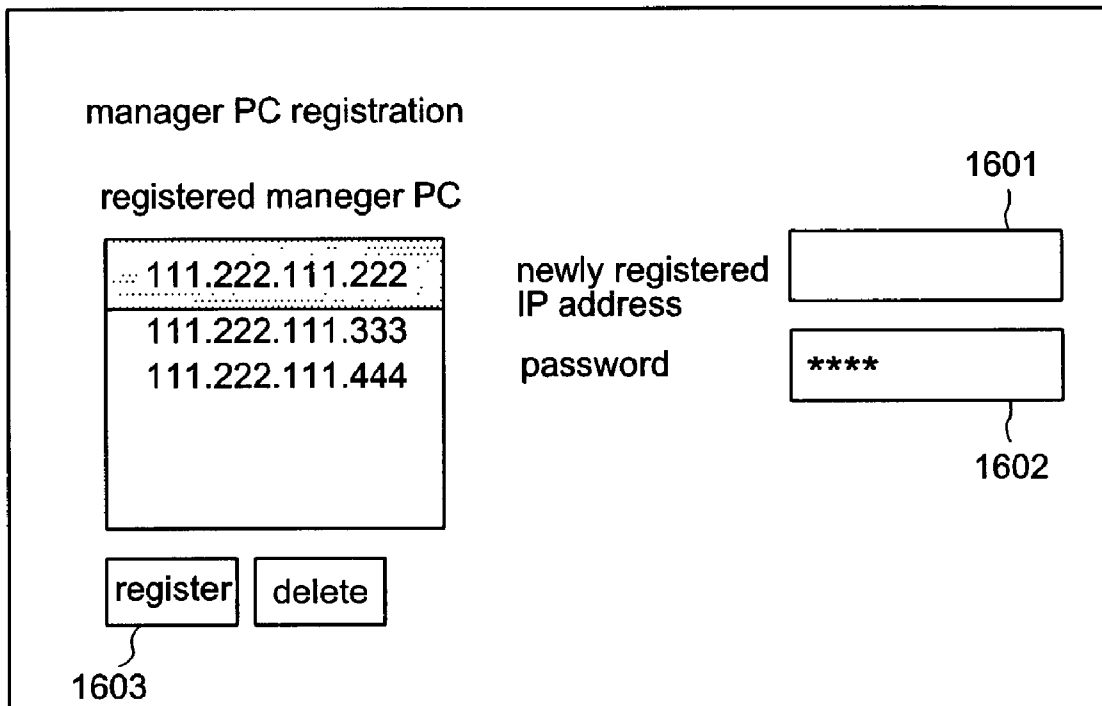 manager PC registration
1601
registered maneger PC
111.222.111.222
newly registered
IP address
111.222.111.333
password
****
111.222.111.444
1602
register
delete
1603